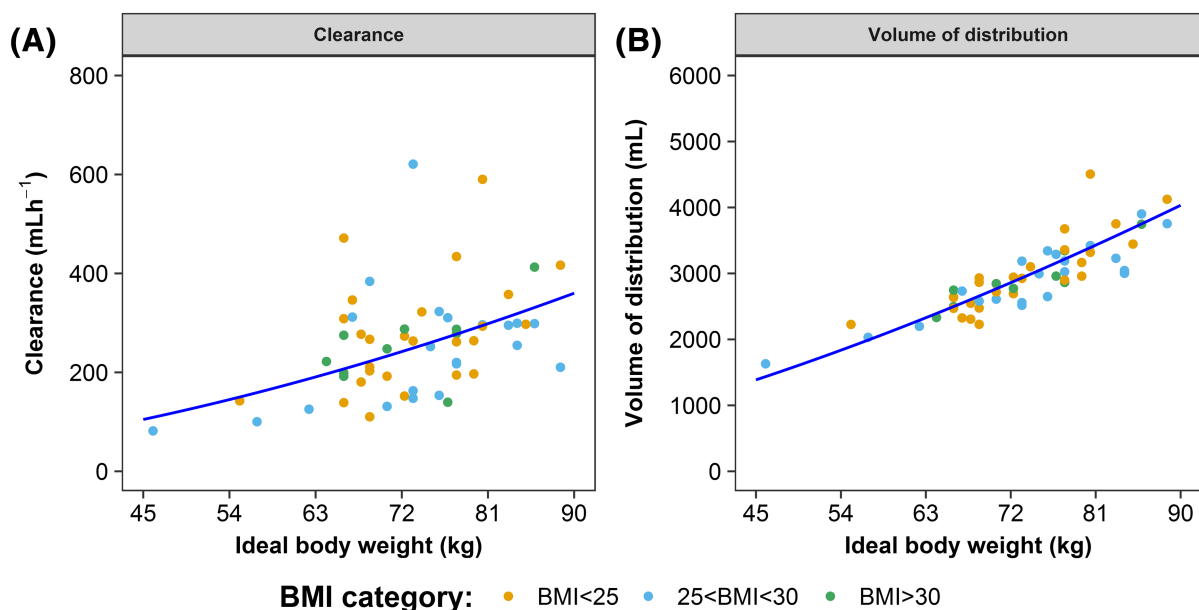 (A)
Clearance
Clearance (mLh⁻¹)
800
600
400
200
0
45 54 63 72 81 90
Ideal body weight (kg)
(B)
Volume of distribution
Volume of distribution (mL)
6000
5000
4000
3000
2000
1000
0
45 54 63 72 81 90
Ideal body weight (kg)
BMI category: BMI<25 25<BMI<30 BMI>30